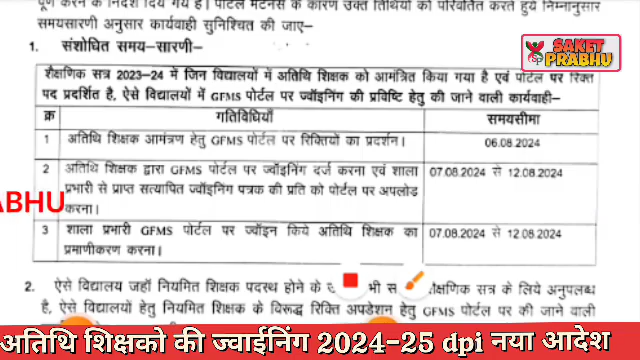 पूर्ण करने के निर्देश दिये गये है। पोर्टल मेंटेनेंस के कारण उक्त तिथियों को परिवर्तित करते हुये निम्नानुसार
समयसारणी अनुसार कार्यवाही सुनिश्चित की जाए–
1. संशोधित समय–सारणी–
SAKET
PRABHU
शैक्षणिक सत्र 2023–24 में जिन विद्यालयों में अतिथि शिक्षक को आमंत्रित किया गया है एवं पोर्टल पर रिक्त
पद प्रदर्शित है, ऐसे विद्यालयों में GFMS पोर्टल पर ज्वॉइनिंग की प्रविष्टि हेतु की जाने वाली कार्यवाही–
क्र गतिविधियाँ समयसीमा
1 अतिथि शिक्षक आमंत्रण हेतु GFMS पोर्टल पर रिक्तियों का प्रदर्शन। 06.08.2024
2 अतिथि शिक्षक द्वारा GFMS पोर्टल पर ज्वॉइनिंग दर्ज करना एवं शाला 07.08.2024 से 12.08.2024
प्रभारी से प्राप्त सत्यापित ज्वॉइनिंग पत्रक की प्रति को पोर्टल पर अपलोड
करना।
ABHU
3 शाला प्रभारी GFMS पोर्टल पर ज्वॉइन किये अतिथि शिक्षक का 07.08.2024 से 12.08.2024
प्रमाणीकरण करना।
2. ऐसे विद्यालय जहाँ नियमित शिक्षक पदस्थ होने के भी शैक्षणिक सत्र के लिये अनुपलब्ध
है, ऐसे विद्यालयों हेतु नियमित शिक्षक के विरूद्ध रिक्ति अपडेशन हेतु GFMS पोर्टल पर की जाने वाली
अतिथि शिक्षको की ज्वाईनिंग 2024-25 dpi नया आदेश